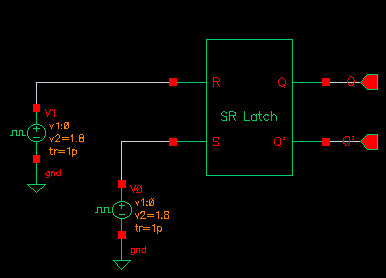 R
Q
Q
SR Latch
S
Q'
Q'
V1
v1:0
v2=1.8
tr=1p
gnd
V0
v1:0
v2=1.8
tr=1p
gnd